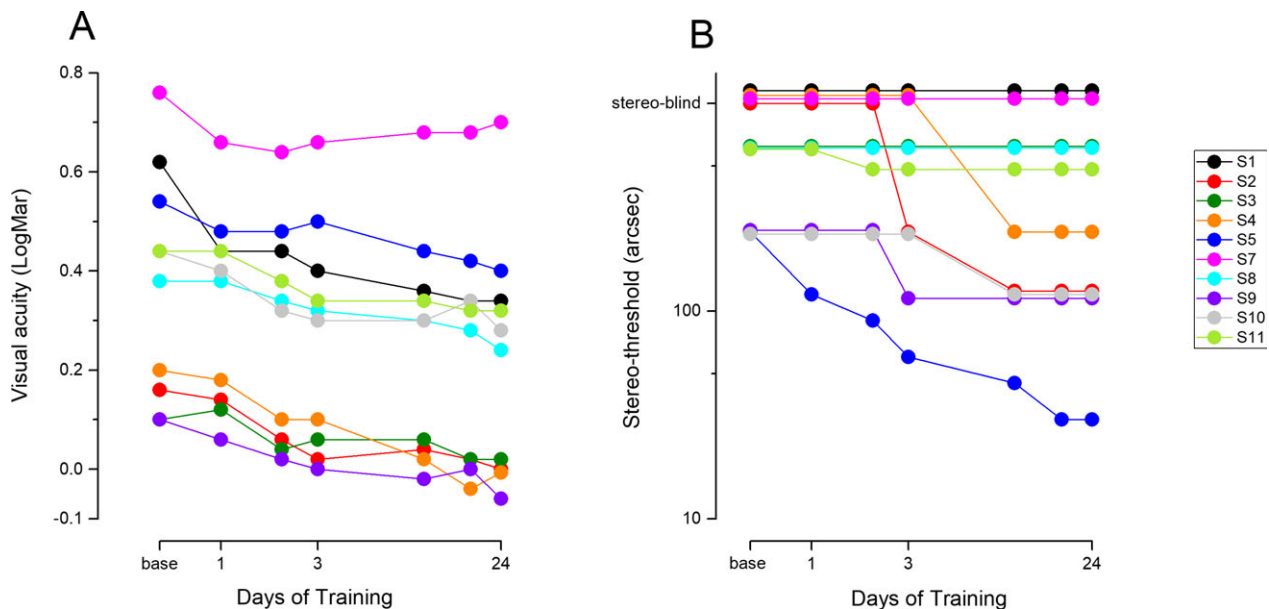 A
0.8
0.6
0.4
0.2
0.0
-0.1
Visual acuity (LogMar)
base
1
3
24
Days of Training
B
stereo-blind
100
10
Stereo-threshold (arcsec)
base
1
3
24
Days of Training
S1
S2
S3
S4
S5
S7
S8
S9
S10
S11